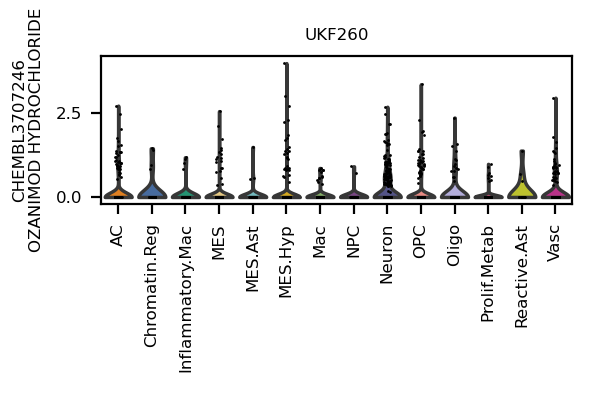 UKF260
CHEMBL3707246
OZANIMOD HYDROCHLORIDE
2.5
0.0
AC
Chromatin.Reg
Inflammatory.Mac
MES
MES.Ast
MES.Hyp
Mac
NPC
Neuron
OPC
Oligo
Prolif.Metab
Reactive.Ast
Vasc